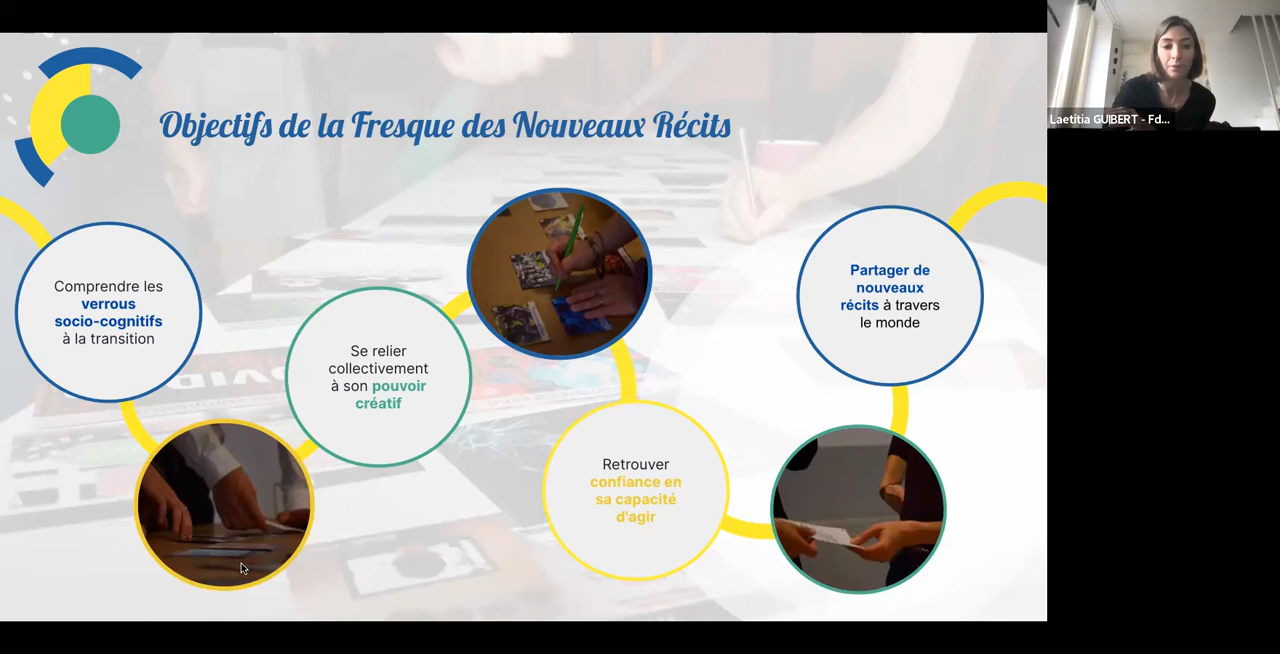 Objectifs de la Fresque des Nouveaux Récits
Comprendre les
verrous
socio-cognitifs
à la transition
Se relier
collectivement
à son pouvoir
créatif
Retrouver
confiance en
sa capacité
d'agir
Partager de
nouveaux
récits à travers
le monde
Laetitia GUIBERT - Fd...